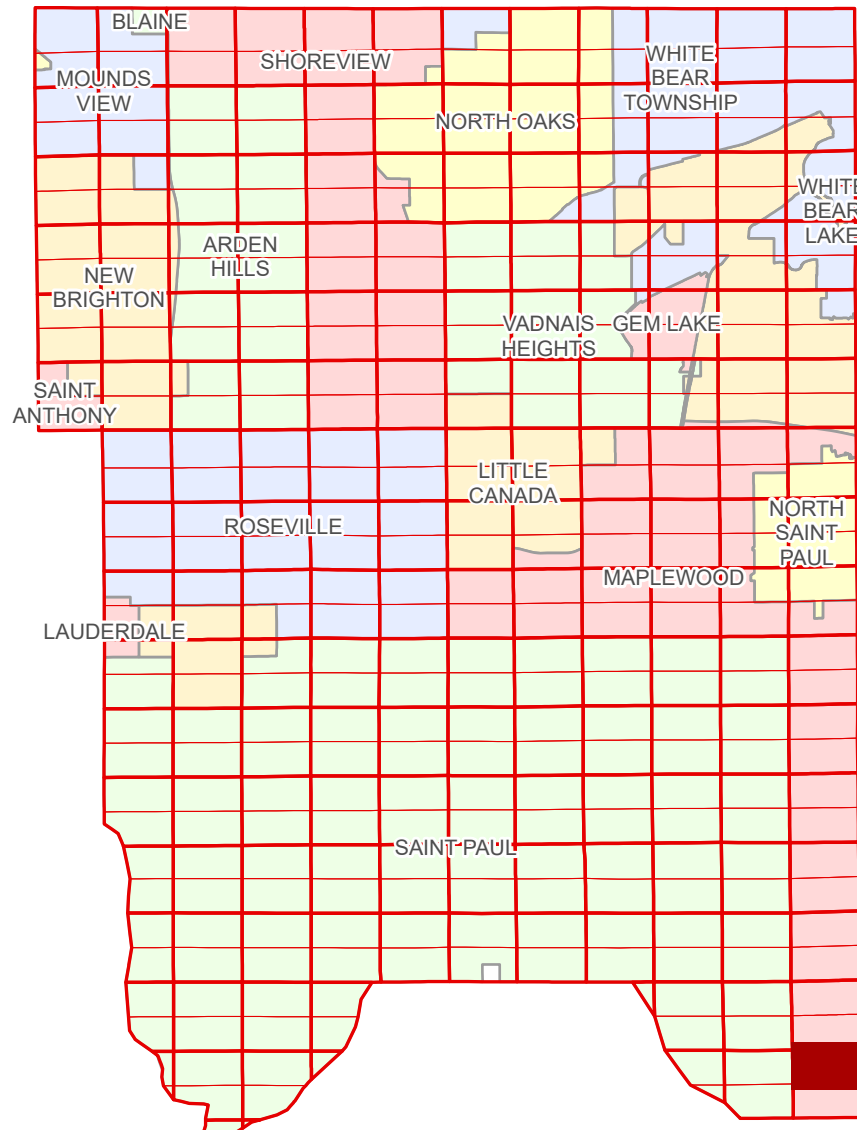 BLAINE
SHOREVIEW
WHITE
BEAR
TOWNSHIP
MOUNDS
VIEW
NORTH OAKS
WHITE
BEAR
LAKE
ARDEN
HILLS
NEW
BRIGHTON
VADNAIS
HEIGHTS
GEM LAKE
SAINT
ANTHONY
LITTLE
CANADA
ROSEVILLE
NORTH
SAINT
PAUL
MAPLEWOOD
LAUDERDALE
SAINT PAUL